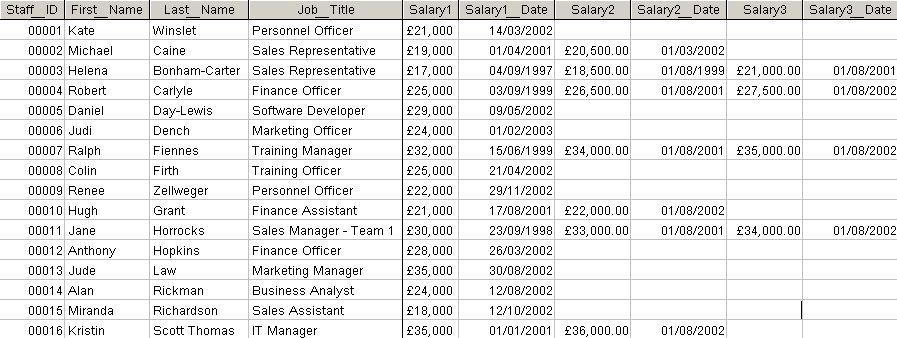 Staff__ID First__Name Last__Name Job__Title Salary1 Salary1__Date Salary2 Salary2__Date Salary3 Salary3__Date
00001 Kate Winslet Personnel Officer £21,000 14/03/2002
00002 Michael Caine Sales Representative £19,000 01/04/2001 £20,500.00 01/03/2002
00003 Helena Bonham-Carter Sales Representative £17,000 04/09/1997 £18,500.00 01/08/1999 £21,000.00 01/08/2001
00004 Robert Carlyle Finance Officer £25,000 03/09/1999 £26,500.00 01/08/2001 £27,500.00 01/08/2002
00005 Daniel Day-Lewis Software Developer £29,000 09/05/2002
00006 Judi Dench Marketing Officer £24,000 01/02/2003
00007 Ralph Fiennes Training Manager £32,000 15/06/1999 £34,000.00 01/08/2001 £35,000.00 01/08/2002
00008 Colin Firth Training Officer £25,000 21/04/2002
00009 Renee Zellweger Personnel Officer £22,000 29/11/2002
00010 Hugh Grant Finance Assistant £21,000 17/08/2001 £22,000.00 01/08/2002
00011 Jane Horrocks Sales Manager - Team 1 £30,000 23/09/1998 £33,000.00 01/08/2001 £34,000.00 01/08/2002
00012 Anthony Hopkins Finance Officer £28,000 26/03/2002
00013 Jude Law Marketing Manager £35,000 30/08/2002
00014 Alan Rickman Business Analyst £24,000 12/08/2002
00015 Miranda Richardson Sales Assistant £18,000 12/10/2002
00016 Kristin Scott Thomas IT Manager £35,000 01/01/2001 £36,000.00 01/08/2002